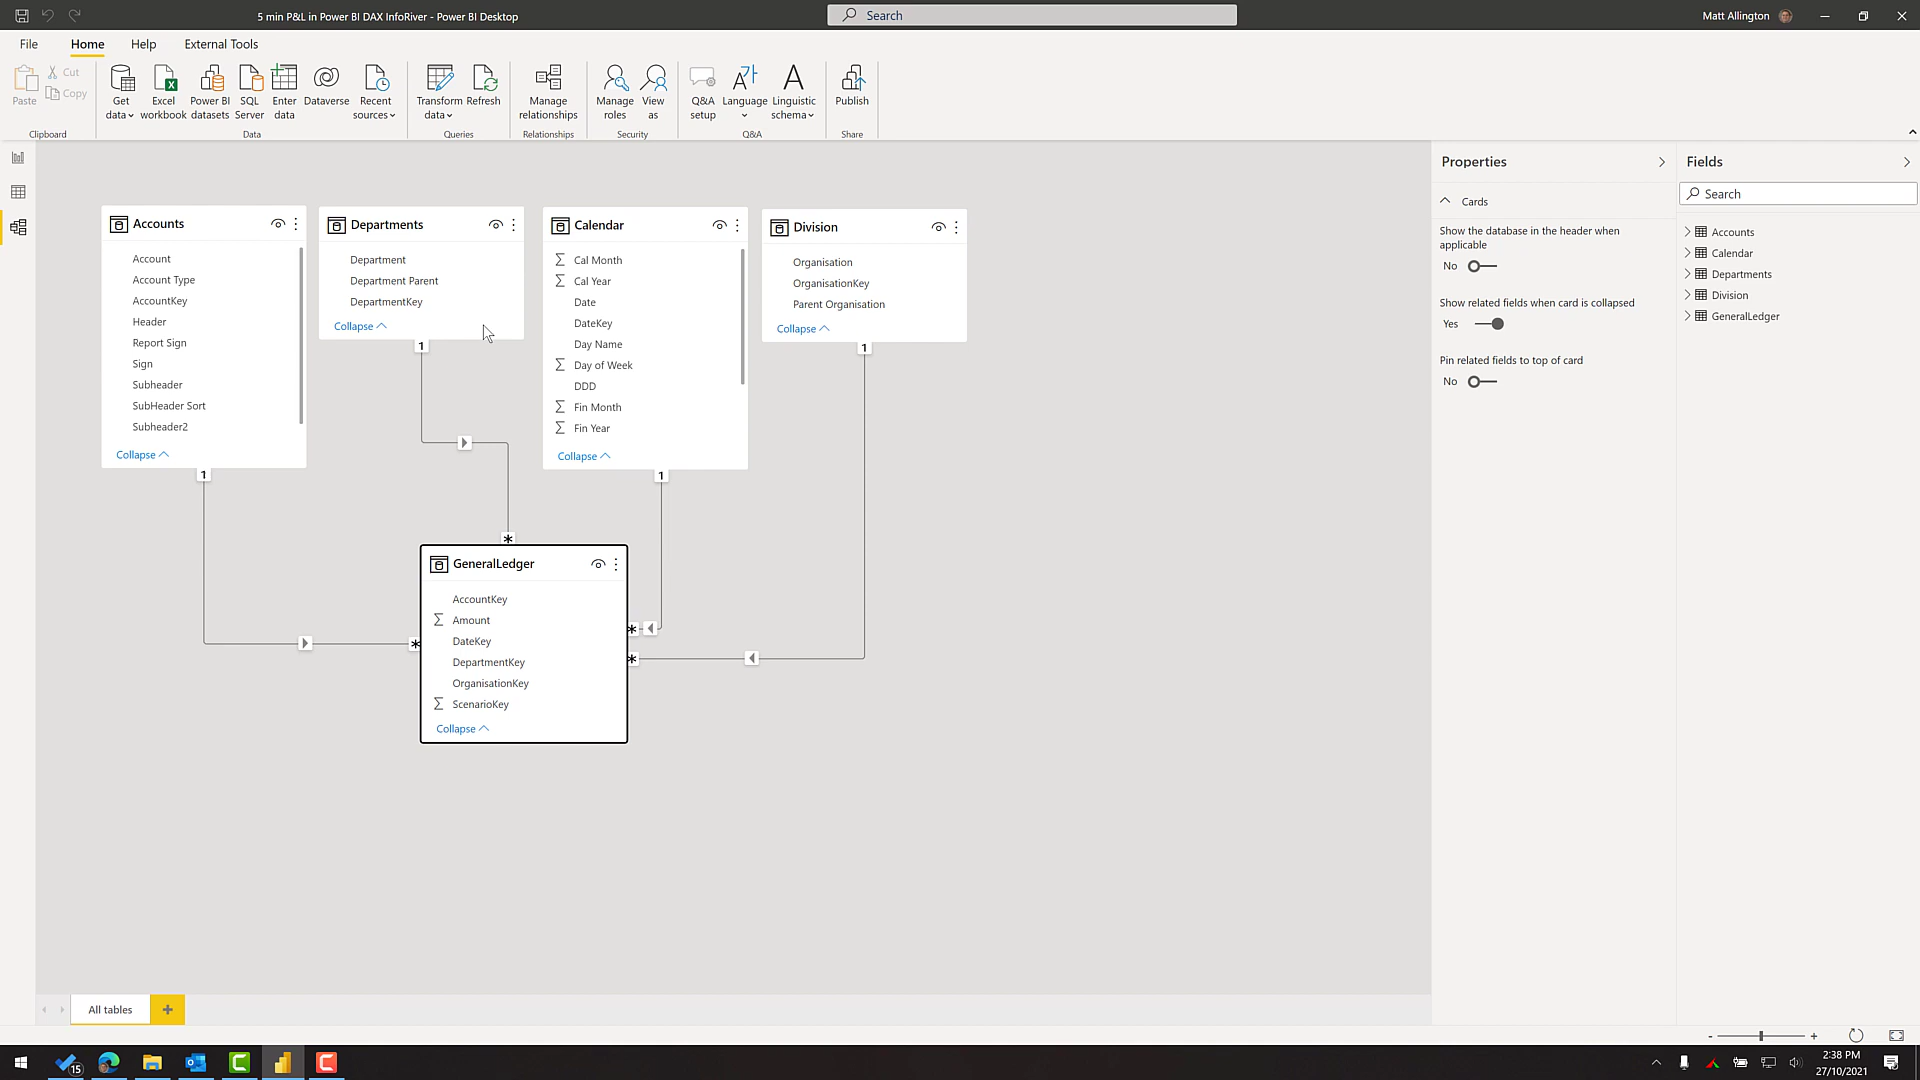 5 min P&L in Power BI DAX InfoRiver - Power BI Desktop
Search
Matt Allington
File
Home
Help
External Tools
Paste
Cut
Copy
Clipboard
Get data
Excel workbook
Power BI datasets
SQL Server
Enter data
Dataverse
Recent sources
Data
Transform data
Refresh
Queries
Manage relationships
Relationships
Manage roles
View as
Security
Q&A setup
Language
Linguistic schema
Q&A
Publish
Share
Accounts
Account
Account Type
AccountKey
Header
Report Sign
Sign
Subheader
SubHeader Sort
Subheader2
Collapse
1
Departments
Department
Department Parent
DepartmentKey
Collapse
1
Calendar
Cal Month
Cal Year
Date
DateKey
Day Name
Day of Week
DDD
Fin Month
Fin Year
Collapse
1
Division
Organisation
OrganisationKey
Parent Organisation
Collapse
1
*
*
*
*
GeneralLedger
AccountKey
Amount
DateKey
DepartmentKey
OrganisationKey
ScenarioKey
Collapse
Properties
Cards
Show the database in the header when
applicable
No
Show related fields when card is collapsed
Yes
Pin related fields to top of card
No
Fields
Search
Accounts
Calendar
Departments
Division
GeneralLedger
All tables
+
- +
15
2:38 PM
27/10/2021